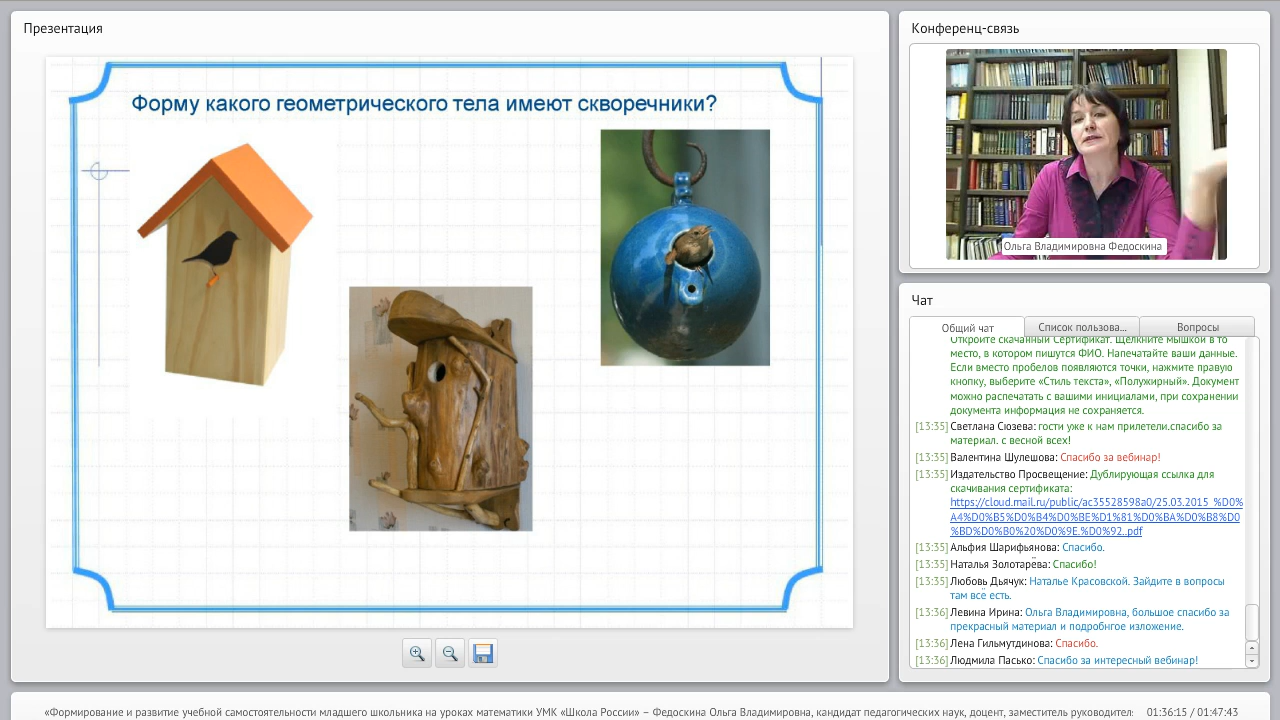 Презентация
Форму какого геометрического тела имеют скворечники?
Конференц-связь
Ольга Владимировна Федоскина
Чат
Общий чат
Список пользова...
Вопросы
Откройте скачанный Сертификат. Щелкните мышкой в то
место, в котором пишутся ФИО. Напечатайте ваши данные.
Если вместо пробелов появляются точки, нажмите правую
кнопку, выберите «Стиль текста», «Полужирный». Документ
можно распечатать с вашими инициалами, при сохранении
документа информация не сохраняется.
[13:35] Светлана Сюзева: гости уже к нам прилетели.спасибо за
материал. с весной всех!
[13:35] Валентина Шулешова: Спасибо за вебинар!
[13:35] Издательство Просвещение: Дублирующая ссылка для
скачивания сертификата:
https://cloud.mail.ru/public/ac35528598a0/25.03.2015_%D0%
A4%D0%B5%D0%B4%D0%BE%D1%81%D0%BA%D0%B8%D0
%BD%D0%B0%20%D0%9E.%D0%92..pdf
[13:35] Альфия Шарифьянова: Спасибо.
[13:35] Наталья Золотарёва: Спасибо!
[13:35] Любовь Дьячук: Наталье Красовской. Зайдите в вопросы
там всё есть.
[13:36] Левина Ирина: Ольга Владимировна, большое спасибо за
прекрасный материал и подробнгое изложение.
[13:36] Лена Гильмутдинова: Спасибо.
[13:36] Людмила Пасько: Спасибо за интересный вебинар!
«Формирование и развитие учебной самостоятельности младшего школьника на уроках математики УМК «Школа России» – Федоскина Ольга Владимировна, кандидат педагогических наук, доцент, заместитель руководител
01:36:15 / 01:47:43